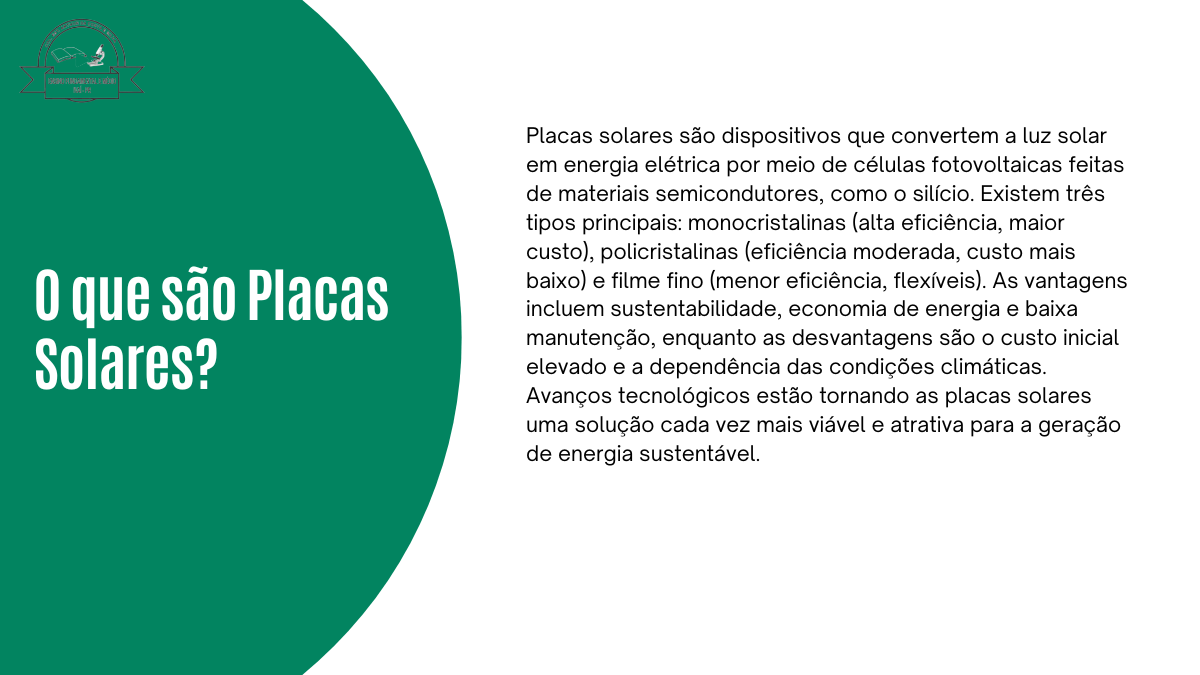 O que são Placas
Solares?
Placas solares são dispositivos que convertem a luz solar
em energia elétrica por meio de células fotovoltaicas feitas
de materiais semicondutores, como o silício. Existem três
tipos principais: monocristalinas (alta eficiência, maior
custo), policristalinas (eficiência moderada, custo mais
baixo) e filme fino (menor eficiência, flexíveis). As vantagens
incluem sustentabilidade, economia de energia e baixa
manutenção, enquanto as desvantagens são o custo inicial
elevado e a dependência das condições climáticas.
Avanços tecnológicos estão tornando as placas solares
uma solução cada vez mais viável e atrativa para a geração
de energia sustentável.